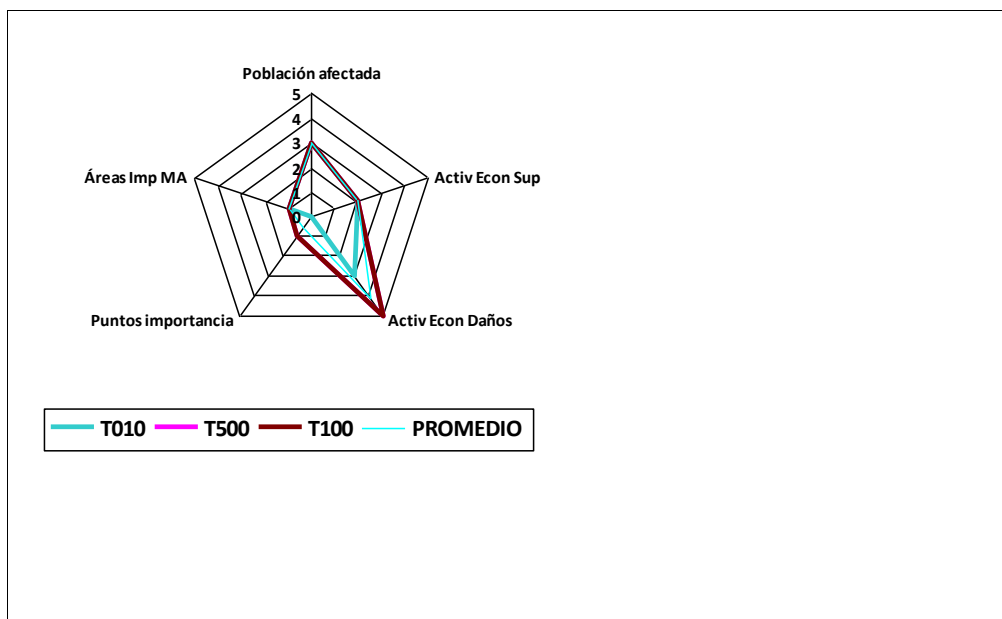 Población afectada
5
4
3
2
1
0
Áreas Imp MA
Activ Econ Sup
Puntos importancia
Activ Econ Daños
T010 T500 T100 PROMEDIO